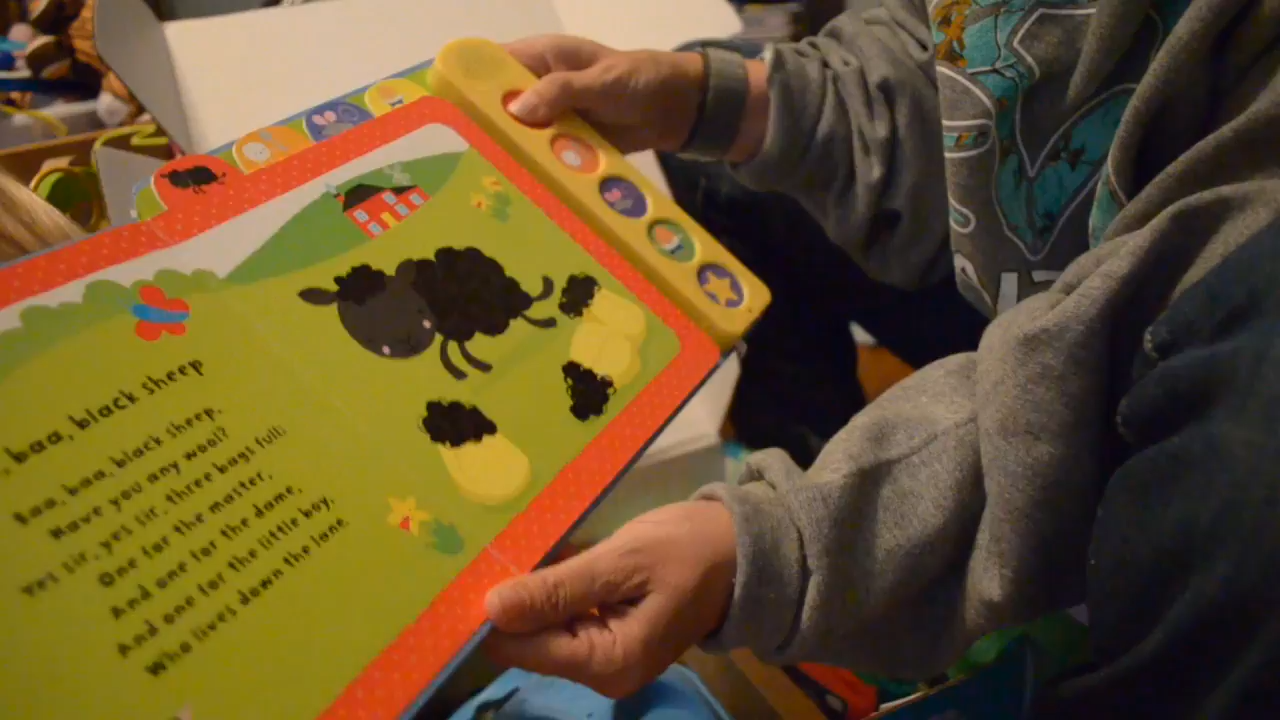 baa, black sheep
Baa, baa, black sheep,
Have you any wool?
Yes sir, yes sir, three bags full:
One for the master,
And one for the dame,
And one for the little boy,
Who lives down the lane.